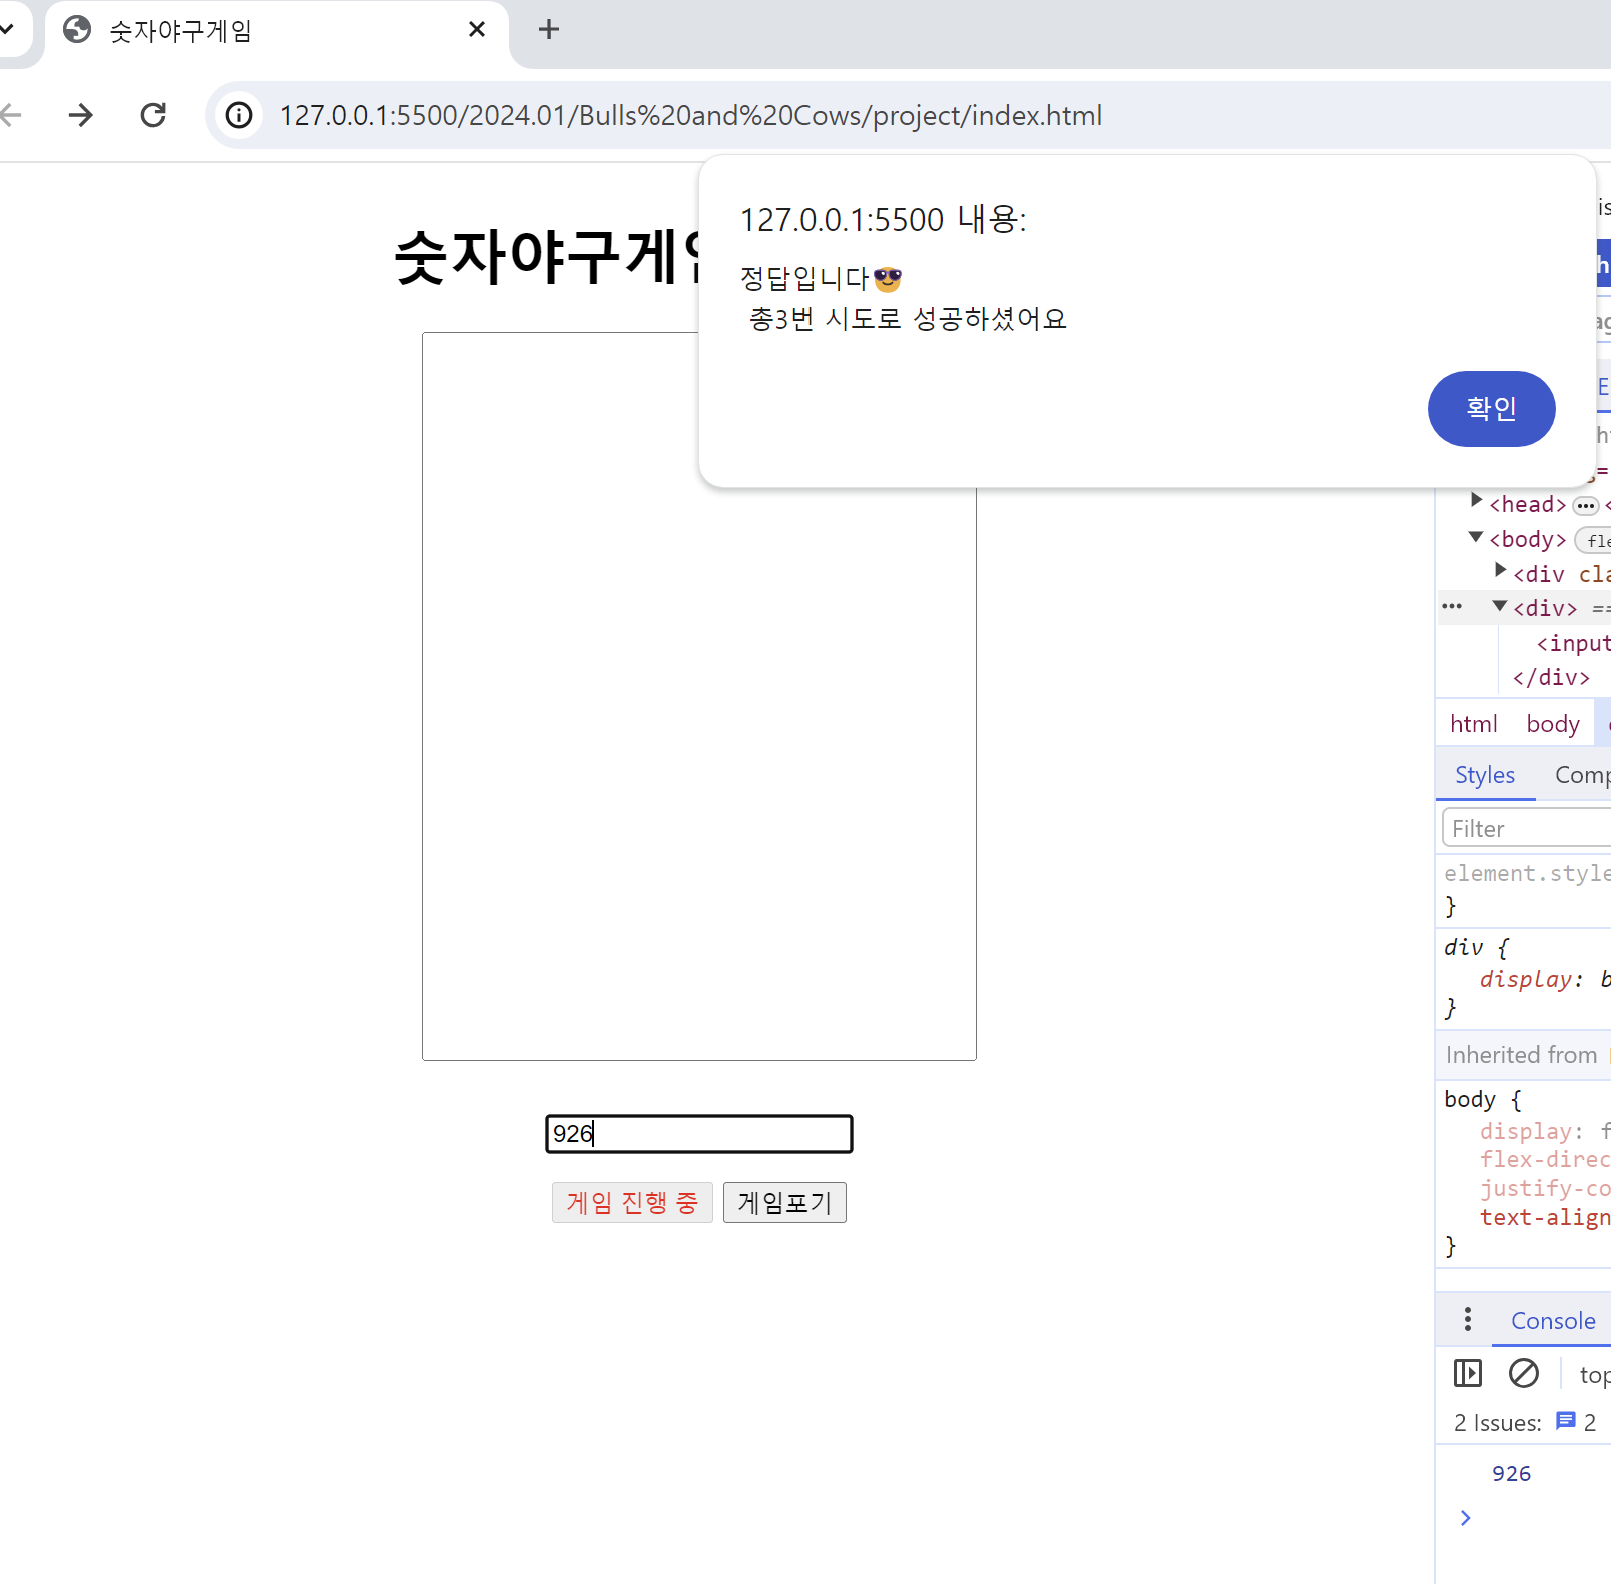 숫자야구게임
127.0.0.1:5500/2024.01/Bulls%20and%20Cows/project/index.html
127.0.0.1:5500 내용:
정답입니다😎
총3번 시도로 성공하셨어요
확인
숫자야구게
926
게임 진행 중 게임포기
<head> ···
<body> fle
<div cla
··· <div> ==
<input
</div>
html body
Styles Comp
Filter
element.style
}
div {
display: b
}
Inherited from
body {
display: f
flex-direc
justify-co
text-align
}
Console
top
2 Issues: 2
926